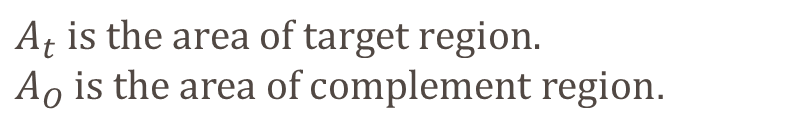 A_t is the area of target region.
A_O is the area of complement region.